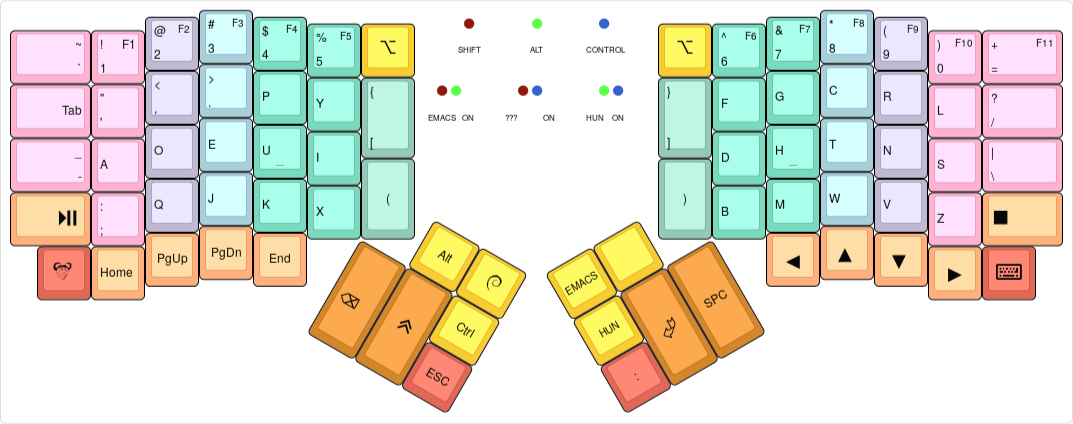 ~
`
! F1
1
@ F2
2
# F3
3
$ F4
4
% F5
5
⌥
SHIFT ALT CONTROL
⌥
^ F6
6
& F7
7
* F8
8
( F9
9
) F10
0
+ F11
=
Tab
"
,
<
,
>
.
P
Y
{
[
EMACS ON ??? ON HUN ON
}
]
F
G
C
R
L
?
/
_
-
A
O
E
U _
I
D
H _
T
N
S
|
\
:
;
Q
J
K
X
(
)
B
M
W
V
Z
Home
PgUp
PgDn
End
Alt
Ctrl
ESC
EMACS
HUN
SPC
: